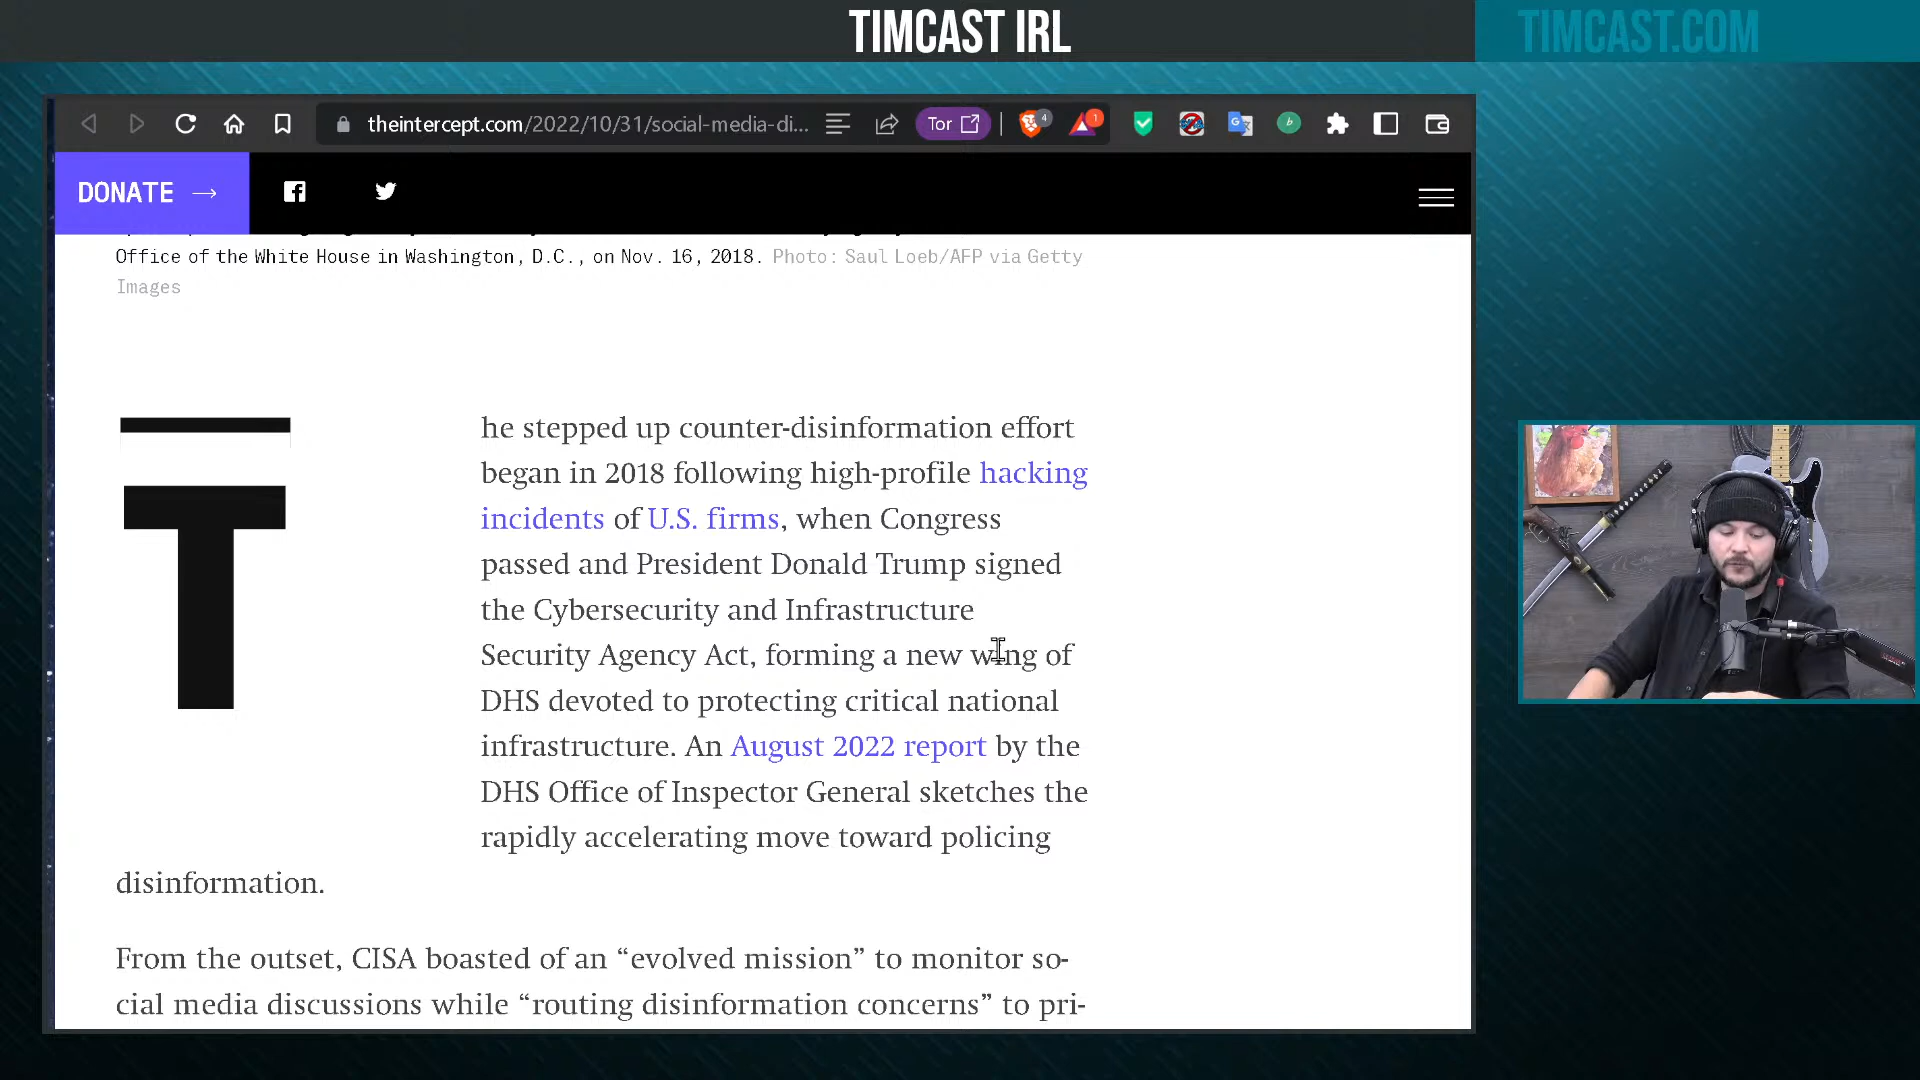 TIMCAST IRL
TIMCAST.COM
theintercept.com/2022/10/31/social-media-di...
Tor
4
1
DONATE →
Office of the White House in Washington, D.C., on Nov. 16, 2018. Photo: Saul Loeb/AFP via Getty
Images
T
he stepped up counter-disinformation effort
began in 2018 following high-profile hacking
incidents of U.S. firms, when Congress
passed and President Donald Trump signed
the Cybersecurity and Infrastructure
Security Agency Act, forming a new wing of
DHS devoted to protecting critical national
infrastructure. An August 2022 report by the
DHS Office of Inspector General sketches the
rapidly accelerating move toward policing
disinformation.
From the outset, CISA boasted of an “evolved mission” to monitor so-
cial media discussions while “routing disinformation concerns” to pri-